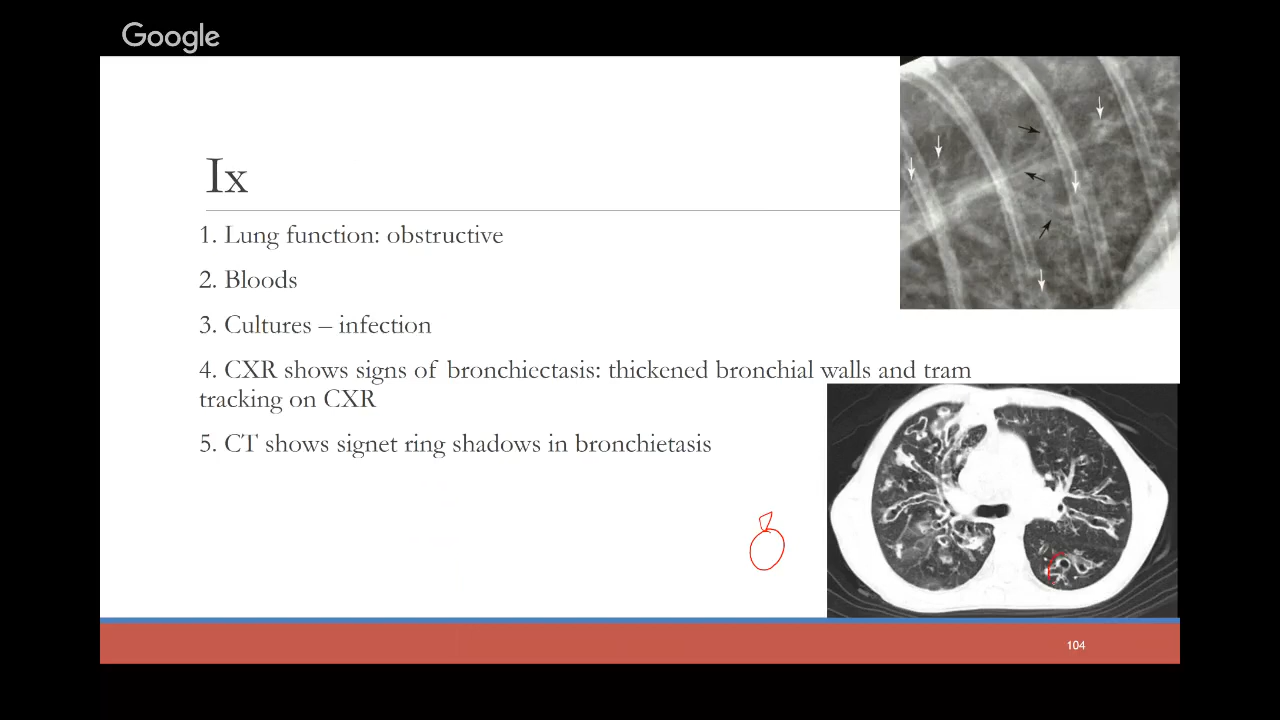 Google
Ix
1. Lung function: obstructive
2. Bloods
3. Cultures – infection
4. CXR shows signs of bronchiectasis: thickened bronchial walls and tram
tracking on CXR
5. CT shows signet ring shadows in bronchietasis
104